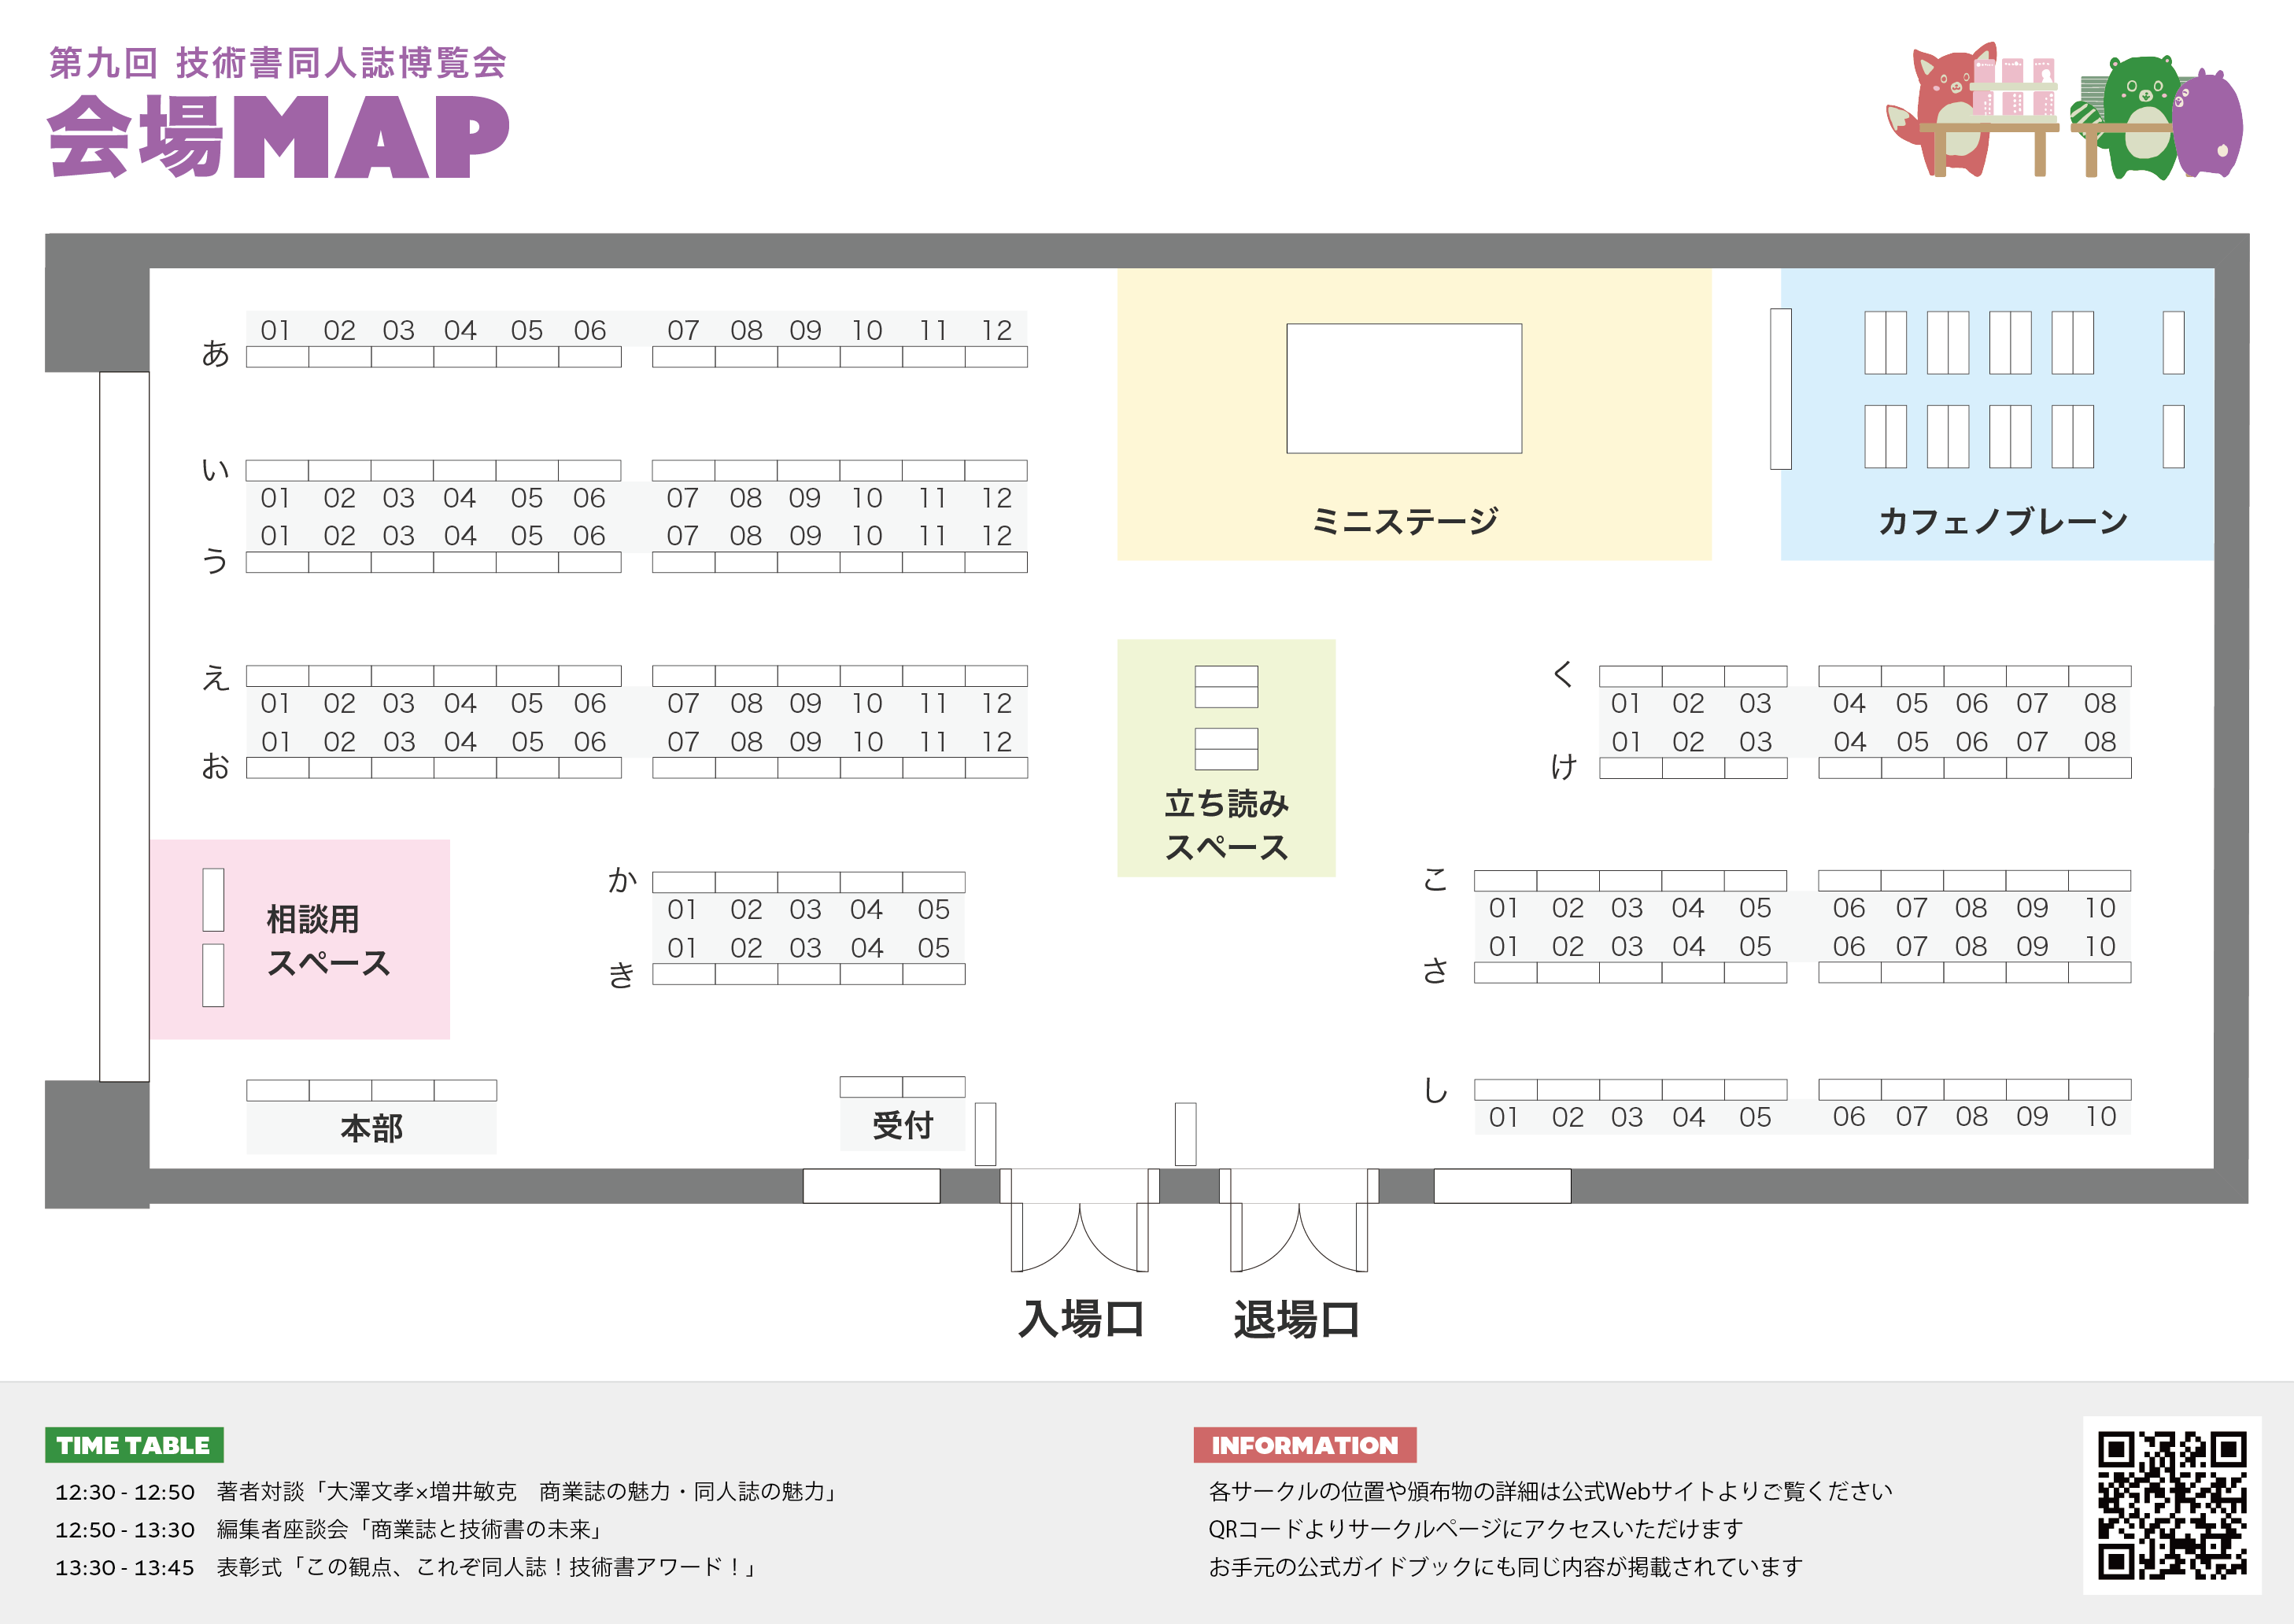 第九回 技術書同人誌博覧会
会場MAP
あ
01 02 03 04 05 06 07 08 09 10 11 12
い
01 02 03 04 05 06 07 08 09 10 11 12
01 02 03 04 05 06 07 08 09 10 11 12
う
え
01 02 03 04 05 06 07 08 09 10 11 12
01 02 03 04 05 06 07 08 09 10 11 12
お
ミニステージ
カフェノブレーン
立ち読み
スペース
く
01 02 03 04 05 06 07 08
01 02 03 04 05 06 07 08
け
相談用
スペース
か
01 02 03 04 05
01 02 03 04 05
き
こ
01 02 03 04 05 06 07 08 09 10
01 02 03 04 05 06 07 08 09 10
さ
し
01 02 03 04 05 06 07 08 09 10
本部
受付
入場口
退場口
TIME TABLE
12:30 - 12:50 著者対談「大澤文孝×増井敏克 商業誌の魅力・同人誌の魅力」
12:50 - 13:30 編集者座談会「商業誌と技術書の未来」
13:30 - 13:45 表彰式「この観点、これぞ同人誌！技術書アワード！」
INFORMATION
各サークルの位置や頒布物の詳細は公式Webサイトよりご覧ください
QRコードよりサークルページにアクセスいただけます
お手元の公式ガイドブックにも同じ内容が掲載されています